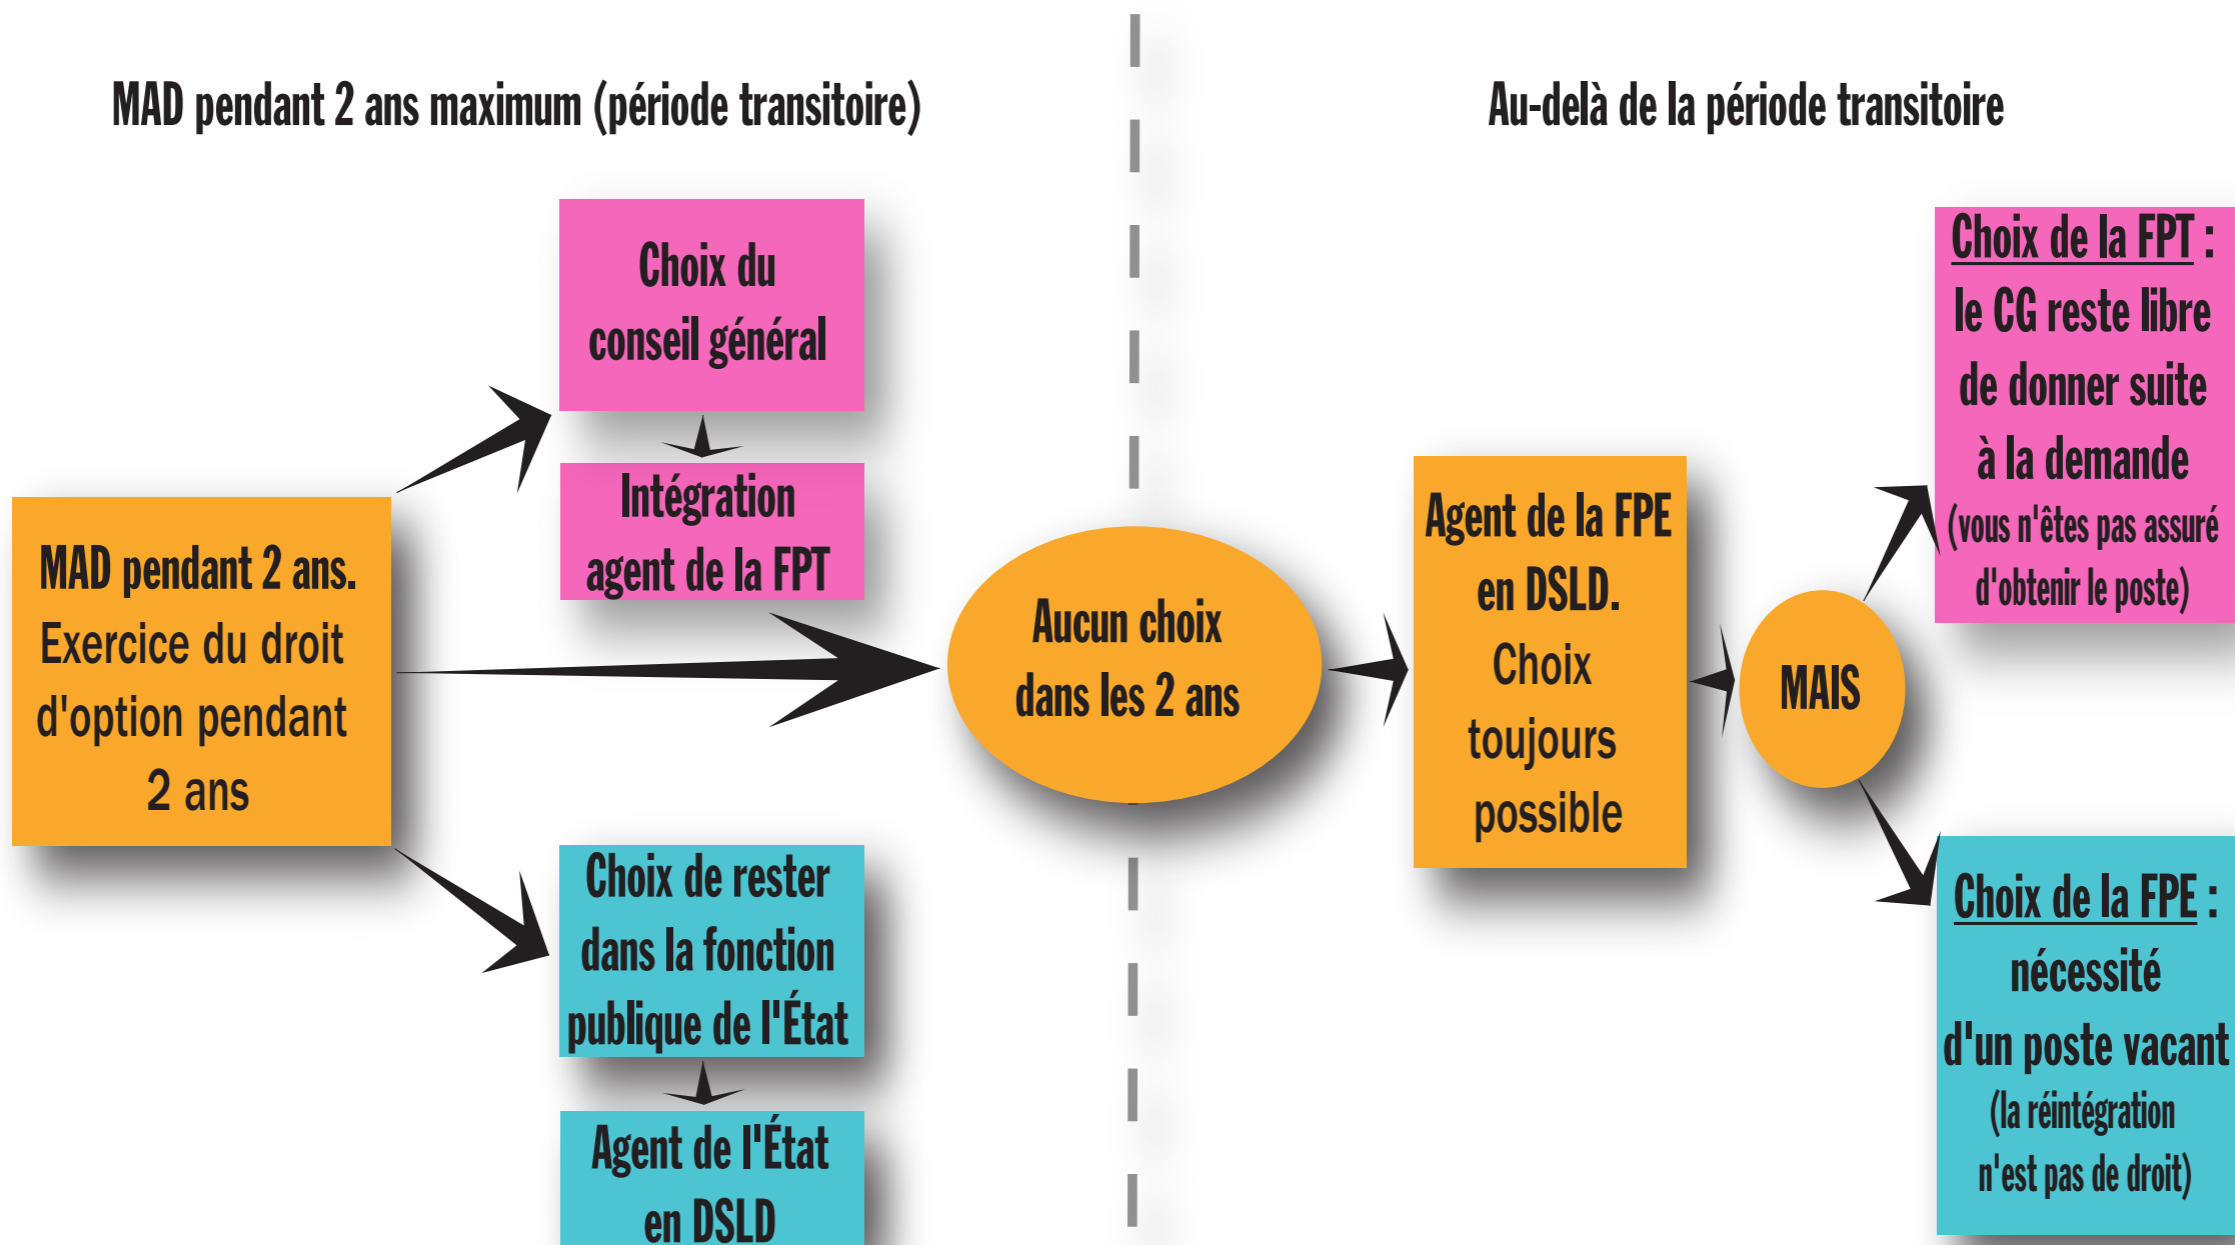 MAD pendant 2 ans maximum (période transitoire)
Au-delà de la période transitoire
MAD pendant 2 ans.
Exercice du droit
d'option pendant
2 ans
Choix du
conseil général
Intégration
agent de la FPT
Choix de rester
dans la fonction
publique de l'État
Agent de l'État
en DSLD
Aucun choix
dans les 2 ans
Agent de la FPE
en DSLD.
Choix
toujours
possible
MAIS
Choix de la FPT :
le CG reste libre
de donner suite
à la demande
(vous n'êtes pas assuré
d'obtenir le poste)
Choix de la FPE :
nécessité
d'un poste vacant
(la réintégration
n'est pas de droit)